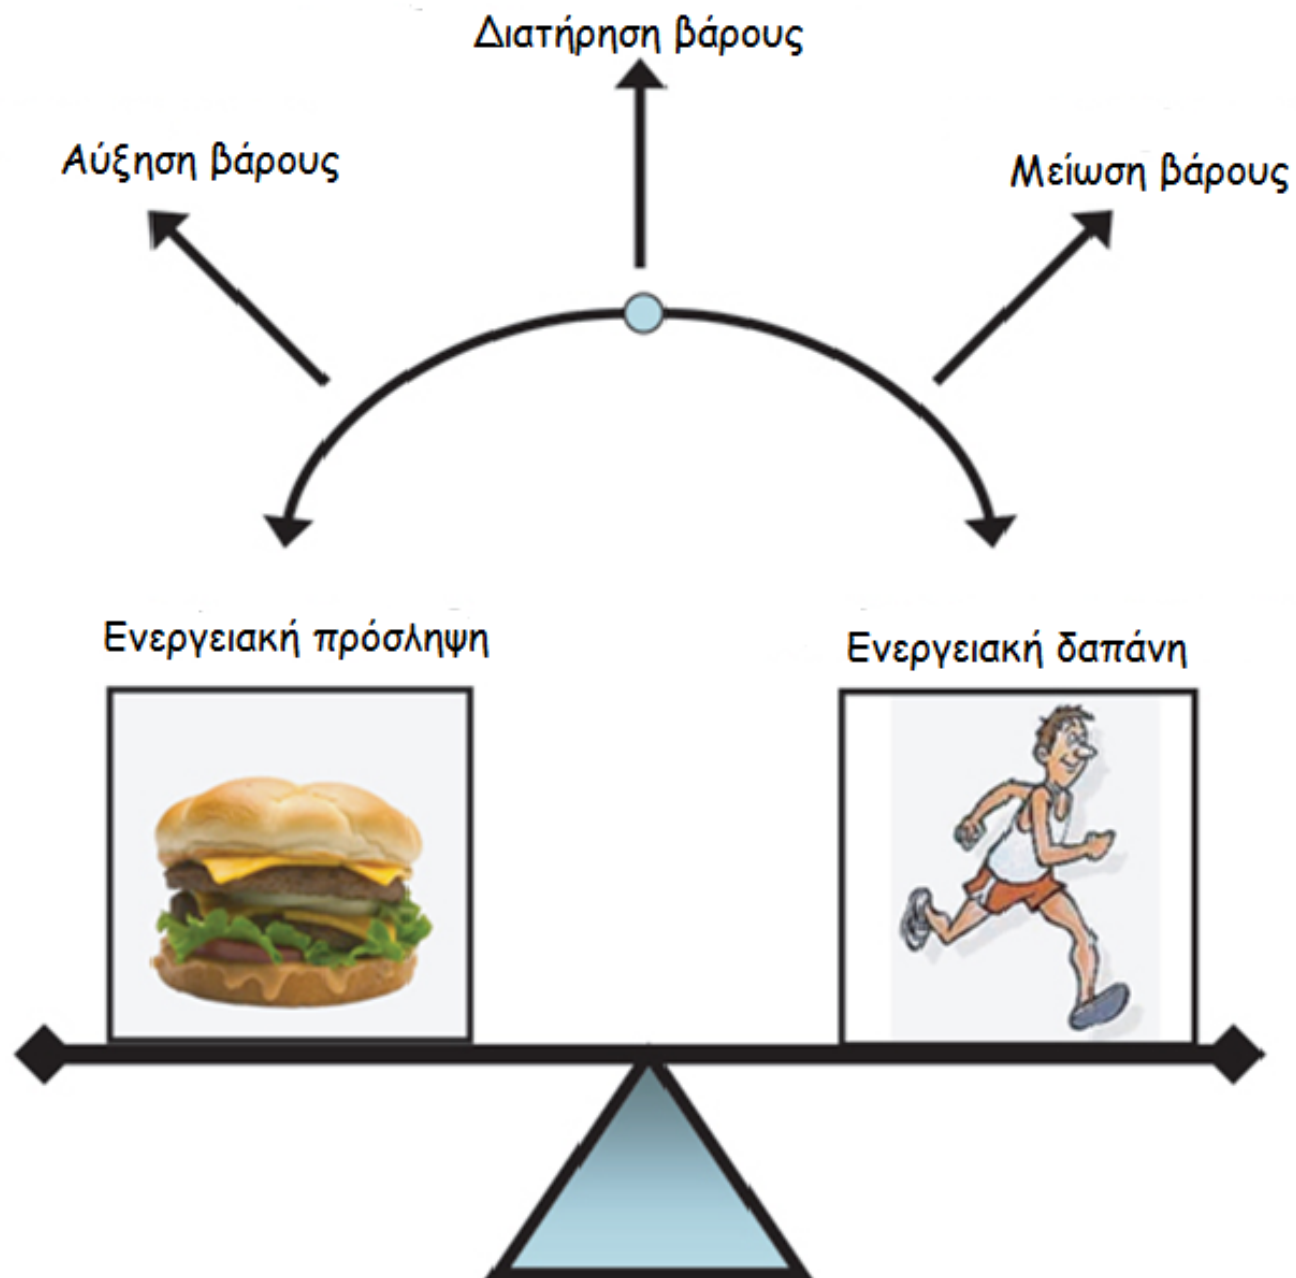 Διατήρηση βάρους
Αύξηση βάρους
Μείωση βάρους
Ενεργειακή πρόσληψη
Ενεργειακή δαπάνη